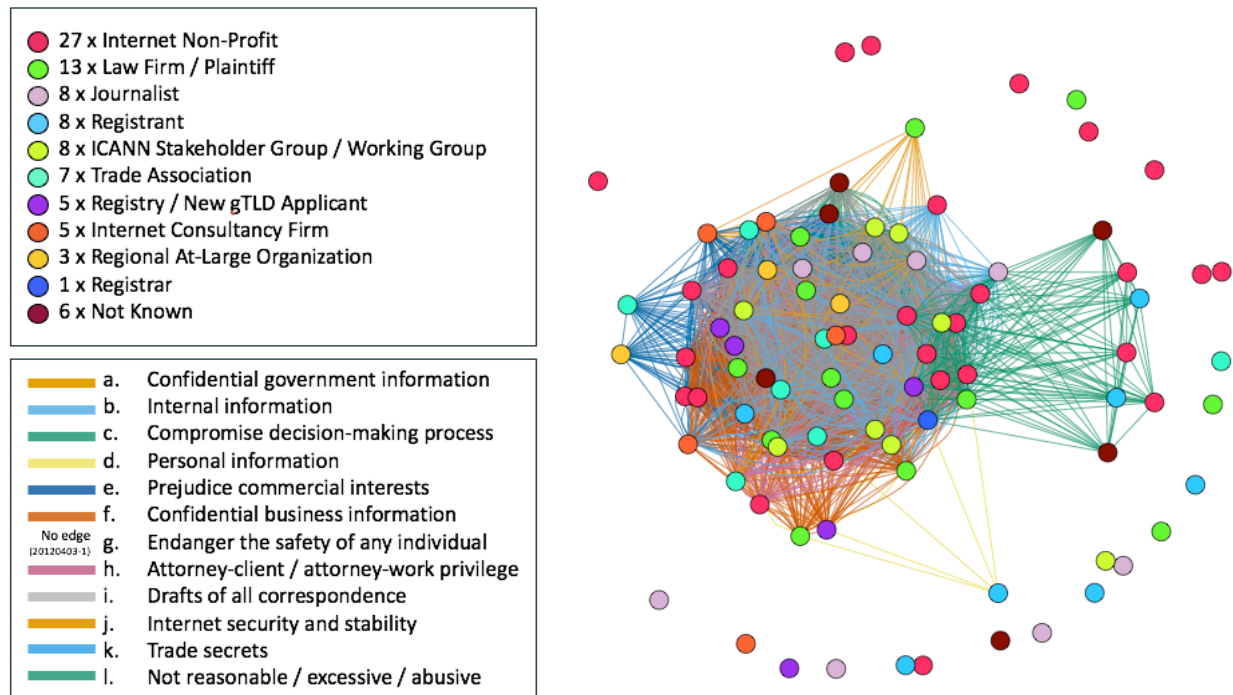 27 x Internet Non-Profit
13 x Law Firm / Plaintiff
8 x Journalist
8 x Registrant
8 x ICANN Stakeholder Group / Working Group
7 x Trade Association
5 x Registry / New gTLD Applicant
5 x Internet Consultancy Firm
3 x Regional At-Large Organization
1 x Registrar
6 x Not Known
a. Confidential government information
b. Internal information
c. Compromise decision-making process
d. Personal information
e. Prejudice commercial interests
f. Confidential business information
No edge
(20120403-1)
g. Endanger the safety of any individual
h. Attorney-client / attorney-work privilege
i. Drafts of all correspondence
j. Internet security and stability
k. Trade secrets
l. Not reasonable / excessive / abusive